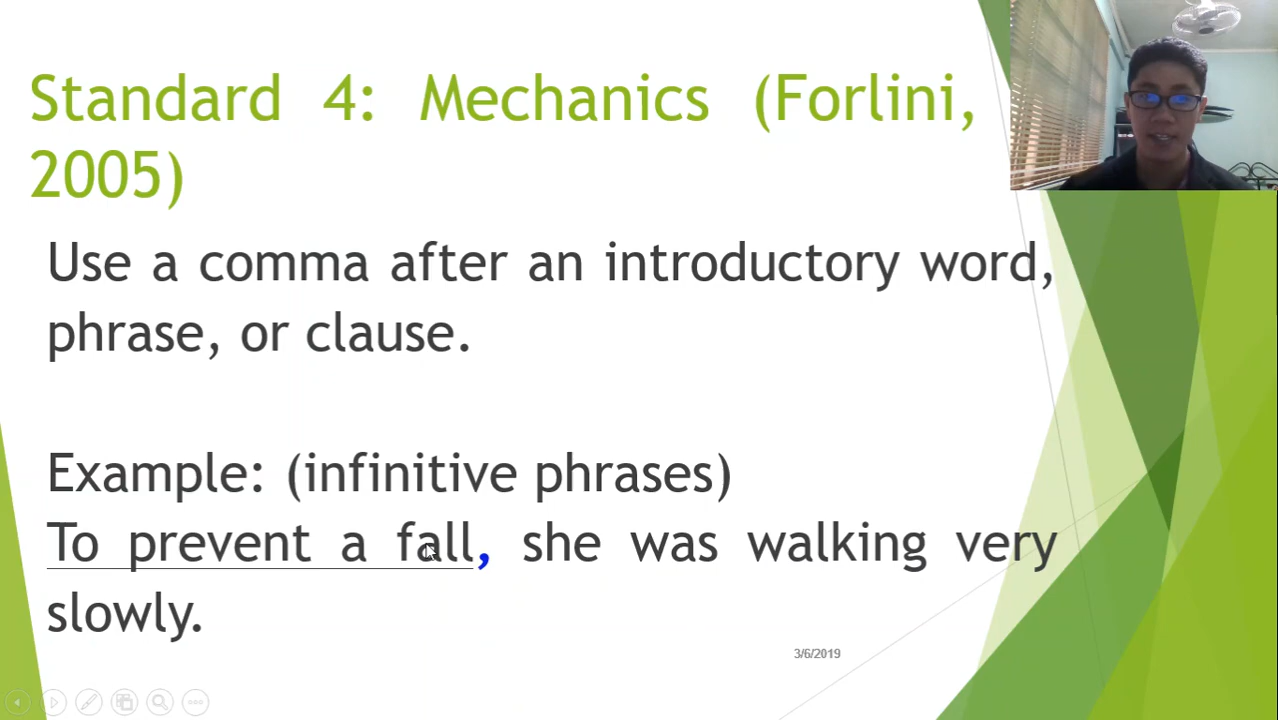 Standard 4: Mechanics (Forlini,
2005)
Use a comma after an introductory word,
phrase, or clause.
Example: (infinitive phrases)
To prevent a fall, she was walking very
slowly.
3/6/2019